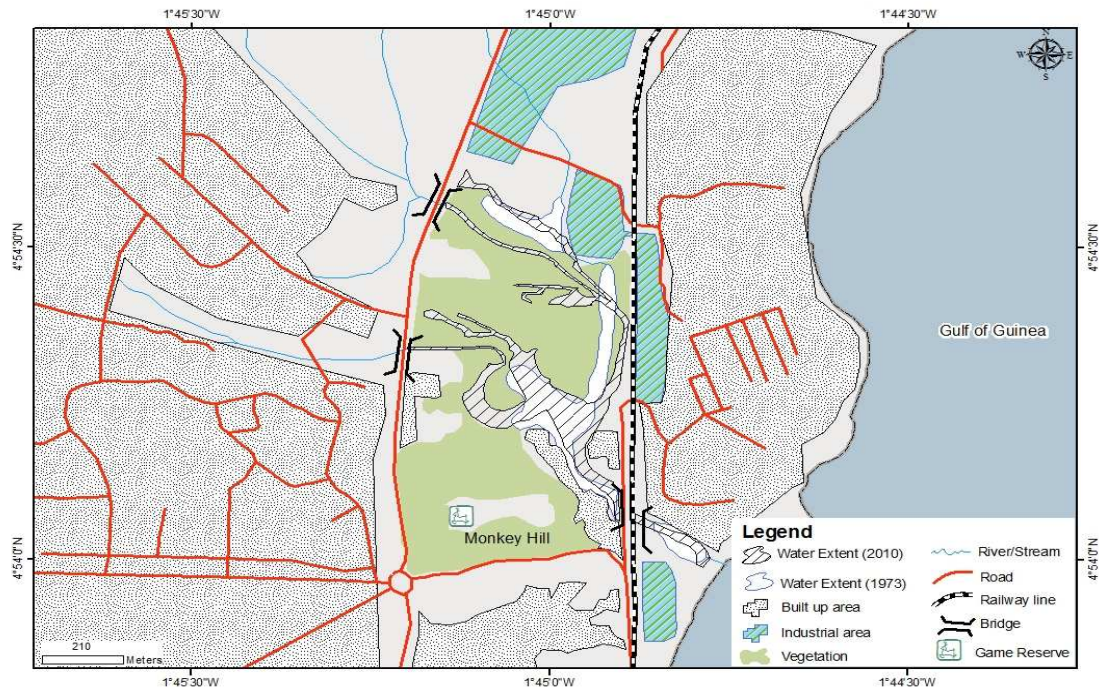 1°45'30"W
1°45'0"W
1°44'30"W
N
W
E
S
4°54'30"N
4°54'30"N
Gulf of Guinea
Monkey Hill
4°54'0"N
4°54'0"N
Legend
Water Extent (2010)
Water Extent (1973)
Built up area
Industrial area
Vegetation
River/Stream
Road
Railway line
Bridge
Game Reserve
210
Meters
1°45'30"W
1°45'0"W
1°44'30"W